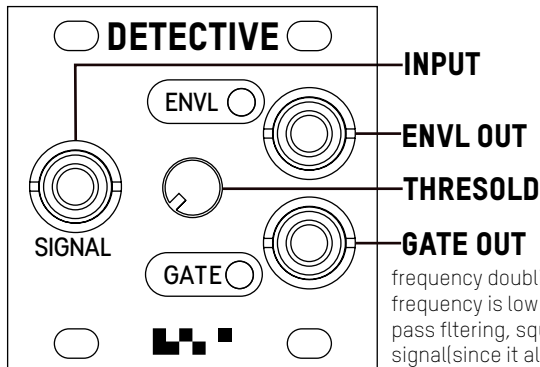 DETECTIVE
INPUT
ENVL
ENVL OUT
THRESOLD
SIGNAL
GATE OUT
GATE
frequency doubl
frequency is low
pass fltering, squ
signal(since it al